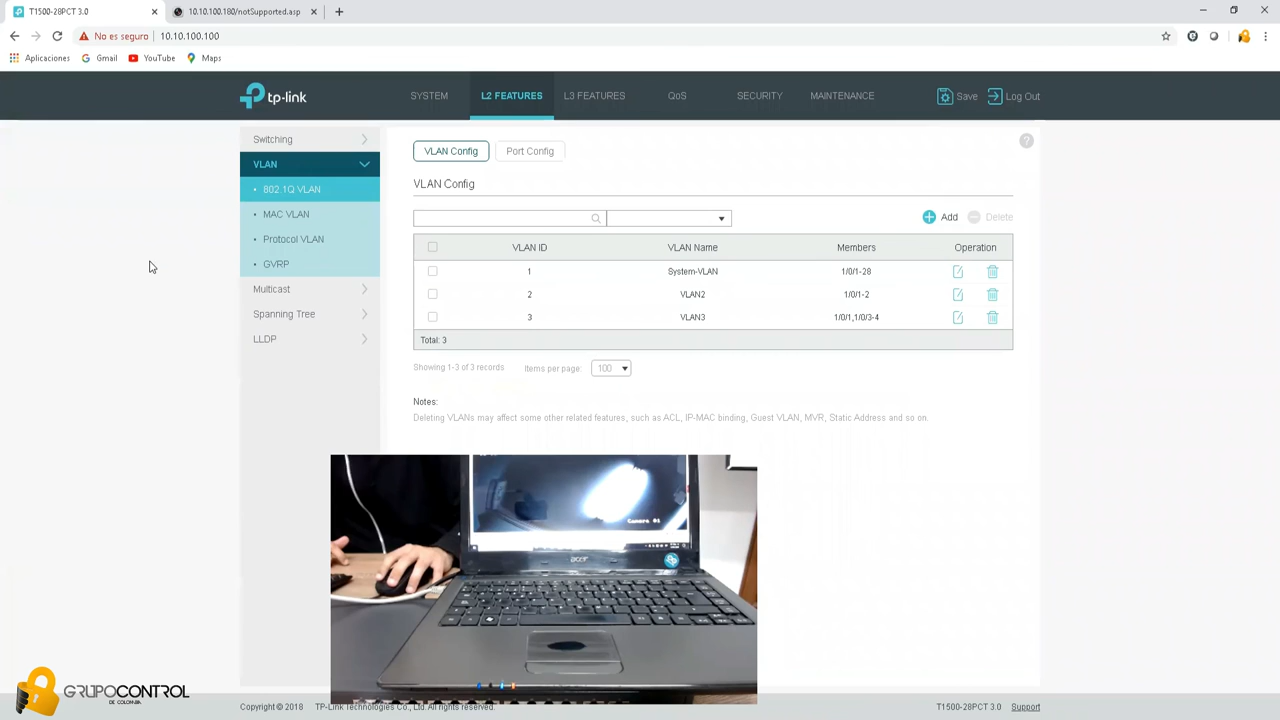 T1500-28PCT 3.0
10.10.100.180/notSupported.asp
No es seguro
10.10.100.100
Aplicaciones
Gmail
YouTube
Maps
tp-link
SYSTEM
L2 FEATURES
L3 FEATURES
QoS
SECURITY
MAINTENANCE
Save
Log Out
Switching
VLAN
802.1Q VLAN
MAC VLAN
Protocol VLAN
GVRP
Multicast
Spanning Tree
LLDP
VLAN Config
Port Config
VLAN Config
Add
Delete
VLAN ID VLAN Name Members Operation
1 System-VLAN 1/0/1-28
2 VLAN2 1/0/1-2
3 VLAN3 1/0/1,1/0/3-4
Total: 3
Showing 1-3 of 3 records Items per page: 100
Notes:
Deleting VLANs may affect some other related features, such as ACL, IP-MAC binding, Guest VLAN, MVR, Static Address and so on.
Camera 01
acer
GRUPOCONTROL
DE COLOMBIA
Copyright © 2018 TP-Link Technologies Co., Ltd. All rights reserved.
T1500-28PCT 3.0 Support